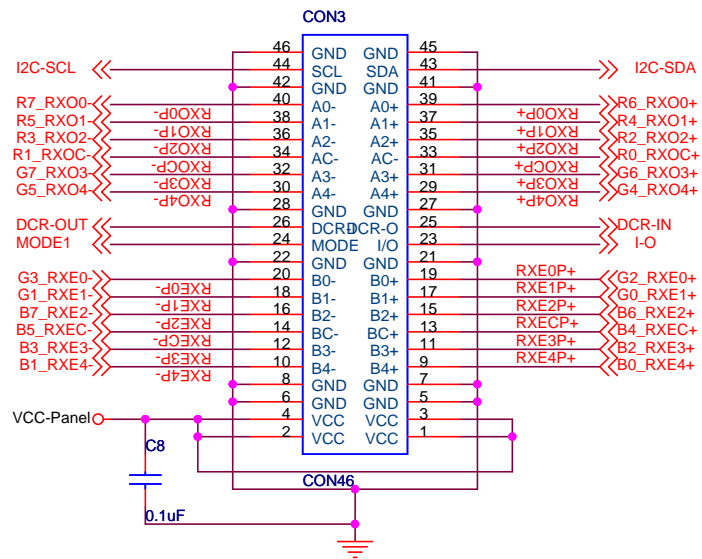 CON3
46 GND GND 45
I2C-SCL 44 SCL SDA 43 I2C-SDA
42 GND GND 41
R7_RXO0- 40 A0- A0+ 39 R6_RXO0+
RXO0P- RXO0P+
R5_RXO1- 38 A1- A1+ 37 R4_RXO1+
RXO1P- RXO1P+
R3_RXO2- 36 A2- A2+ 35 R2_RXO2+
RXO2P- RXO2P+
R1_RXOC- 34 AC- AC- 33 R0_RXOC+
RXOCP- RXOCP+
G7_RXO3- 32 A3- A3+ 31 G6_RXO3+
RXO3P- RXO3P+
G5_RXO4- 30 A4- A4+ 29 G4_RXO4+
RXO4P- RXO4P+
28 GND GND 27
DCR-OUT 26 DCR-I DCR-O 25 DCR-IN
MODE1 24 MODE I/O 23 I-O
22 GND GND 21
G3_RXE0- 20 B0- B0+ 19 RXE0P+ G2_RXE0+
RXE0P-
G1_RXE1- 18 B1- B1+ 17 RXE1P+ G0_RXE1+
RXE1P-
B7_RXE2- 16 B2- B2+ 15 RXE2P+ B6_RXE2+
RXE2P-
B5_RXEC- 14 BC- BC+ 13 RXECP+ B4_RXEC+
RXECP-
B3_RXE3- 12 B3- B3+ 11 RXE3P+ B2_RXE3+
RXE3P-
B1_RXE4- 10 B4- B4+ 9 RXE4P+ B0_RXE4+
RXE4P-
8 GND GND 7
6 GND GND 5
VCC-Panel 4 VCC VCC 3
2 VCC VCC 1
C8
CON46
0.1uF